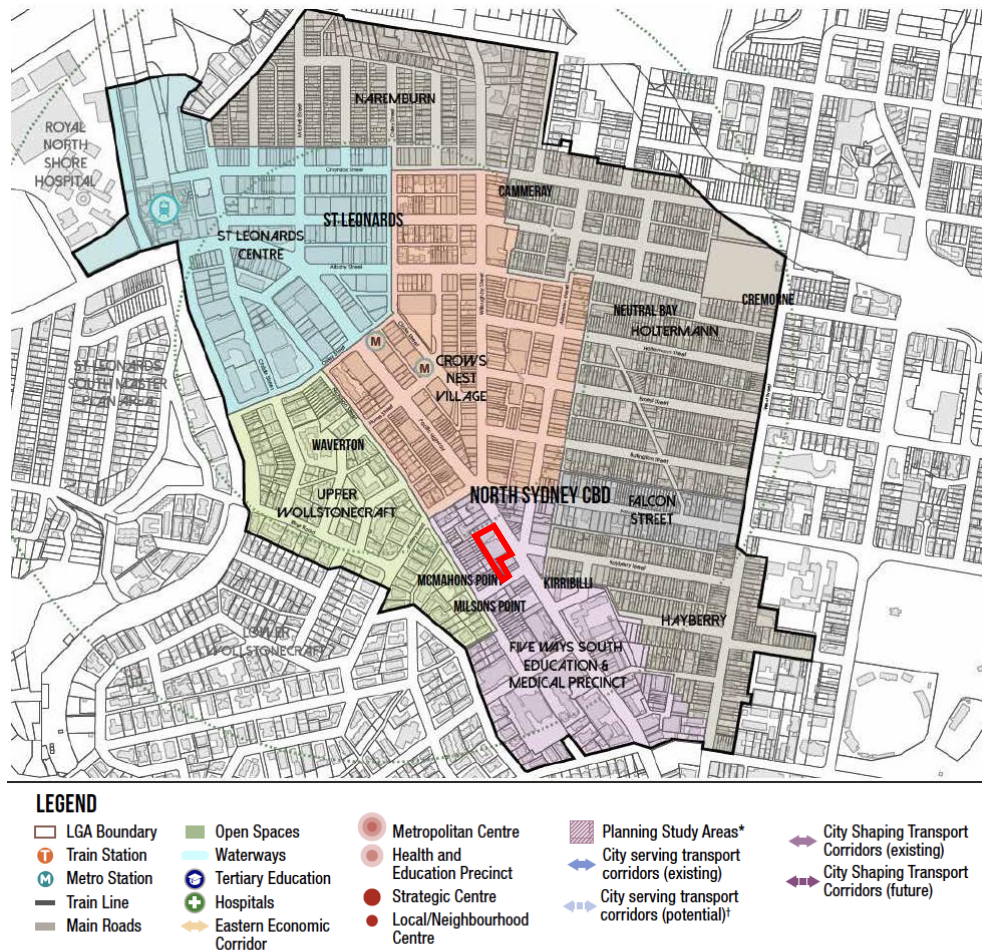 NAREMBURN
ROYAL
NORTH
SHORE
HOSPITAL
CAMMERAY
ST LEONARDS
ST LEONARDS
CENTRE
Albany Street
NEUTRAL BAY
HOLTERMANN
CREMORNE
Holtermann Street
M
M
CROWS
NEST
VILLAGE
ST LEONARDS
SOUTH MASTER
PLAN AREA
WAVERTON
UPPER
WOLLSTONECRAFT
NORTH SYDNEY CBD
FALCON
STREET
MCMAHONS POINT
KIRRIBILLI
MILSONS POINT
HAYBERRY
LOWER
WOLLSTONECRAFT
FIVE WAYS SOUTH
EDUCATION &
MEDICAL PRECINCT
LEGEND
LGA Boundary
T Train Station
M Metro Station
Train Line
Main Roads
Open Spaces
Waterways
Tertiary Education
Hospitals
Eastern Economic
Corridor
Metropolitan Centre
Health and
Education Precinct
Strategic Centre
Local/Neighbourhood
Centre
Planning Study Areas*
City serving transport
corridors (existing)
City serving transport
corridors (potential)†
City Shaping Transport
Corridors (existing)
City Shaping Transport
Corridors (future)